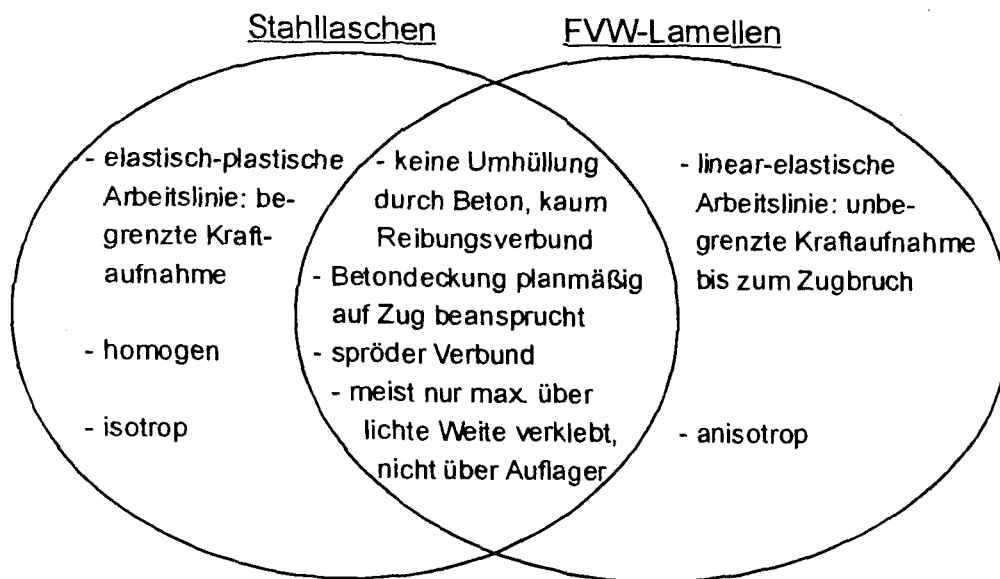 Stahllaschen
FVW-Lamellen
- elastisch-plastische
Arbeitslinie: be-
grenzte Kraft-
aufnahme
- homogen
- isotrop
- keine Umhüllung
durch Beton, kaum
Reibungsverbund
- Betondeckung planmäßig
auf Zug beansprucht
- spröder Verbund
- meist nur max. über
lichte Weite verklebt,
nicht über Auflager
- linear-elastische
Arbeitslinie: unbe-
grenzte Kraftaufnahme
bis zum Zugbruch
- anisotrop